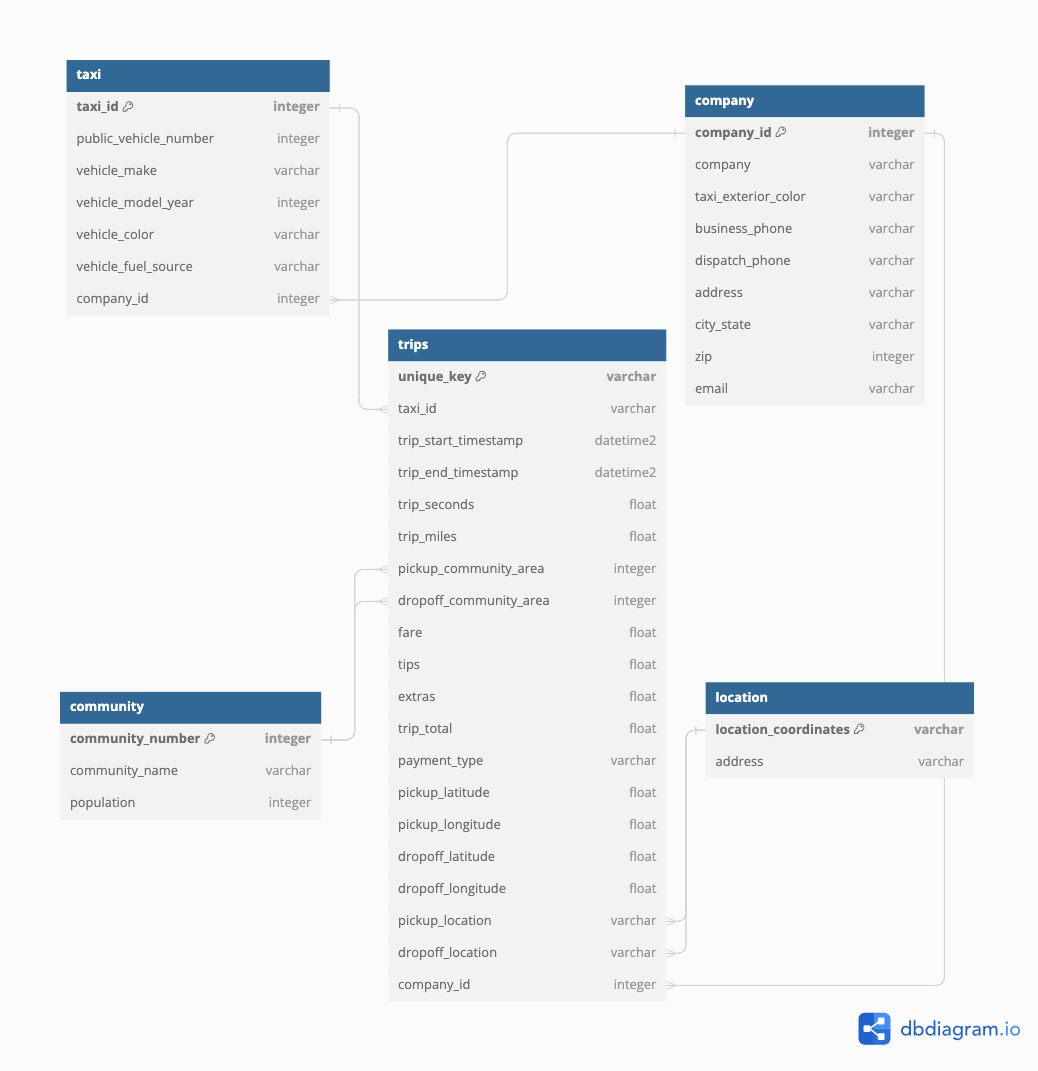 taxi
taxi_id integer
public_vehicle_number integer
vehicle_make varchar
vehicle_model_year integer
vehicle_color varchar
vehicle_fuel_source varchar
company_id integer
company
company_id integer
company varchar
taxi_exterior_color varchar
business_phone varchar
dispatch_phone varchar
address varchar
city_state varchar
zip integer
email varchar
trips
unique_key varchar
taxi_id varchar
trip_start_timestamp datetime2
trip_end_timestamp datetime2
trip_seconds float
trip_miles float
pickup_community_area integer
dropoff_community_area integer
fare float
tips float
extras float
trip_total float
payment_type varchar
pickup_latitude float
pickup_longitude float
dropoff_latitude float
dropoff_longitude float
pickup_location varchar
dropoff_location varchar
company_id integer
community
community_number integer
community_name varchar
population integer
location
location_coordinates varchar
address varchar
dbdiagram.io